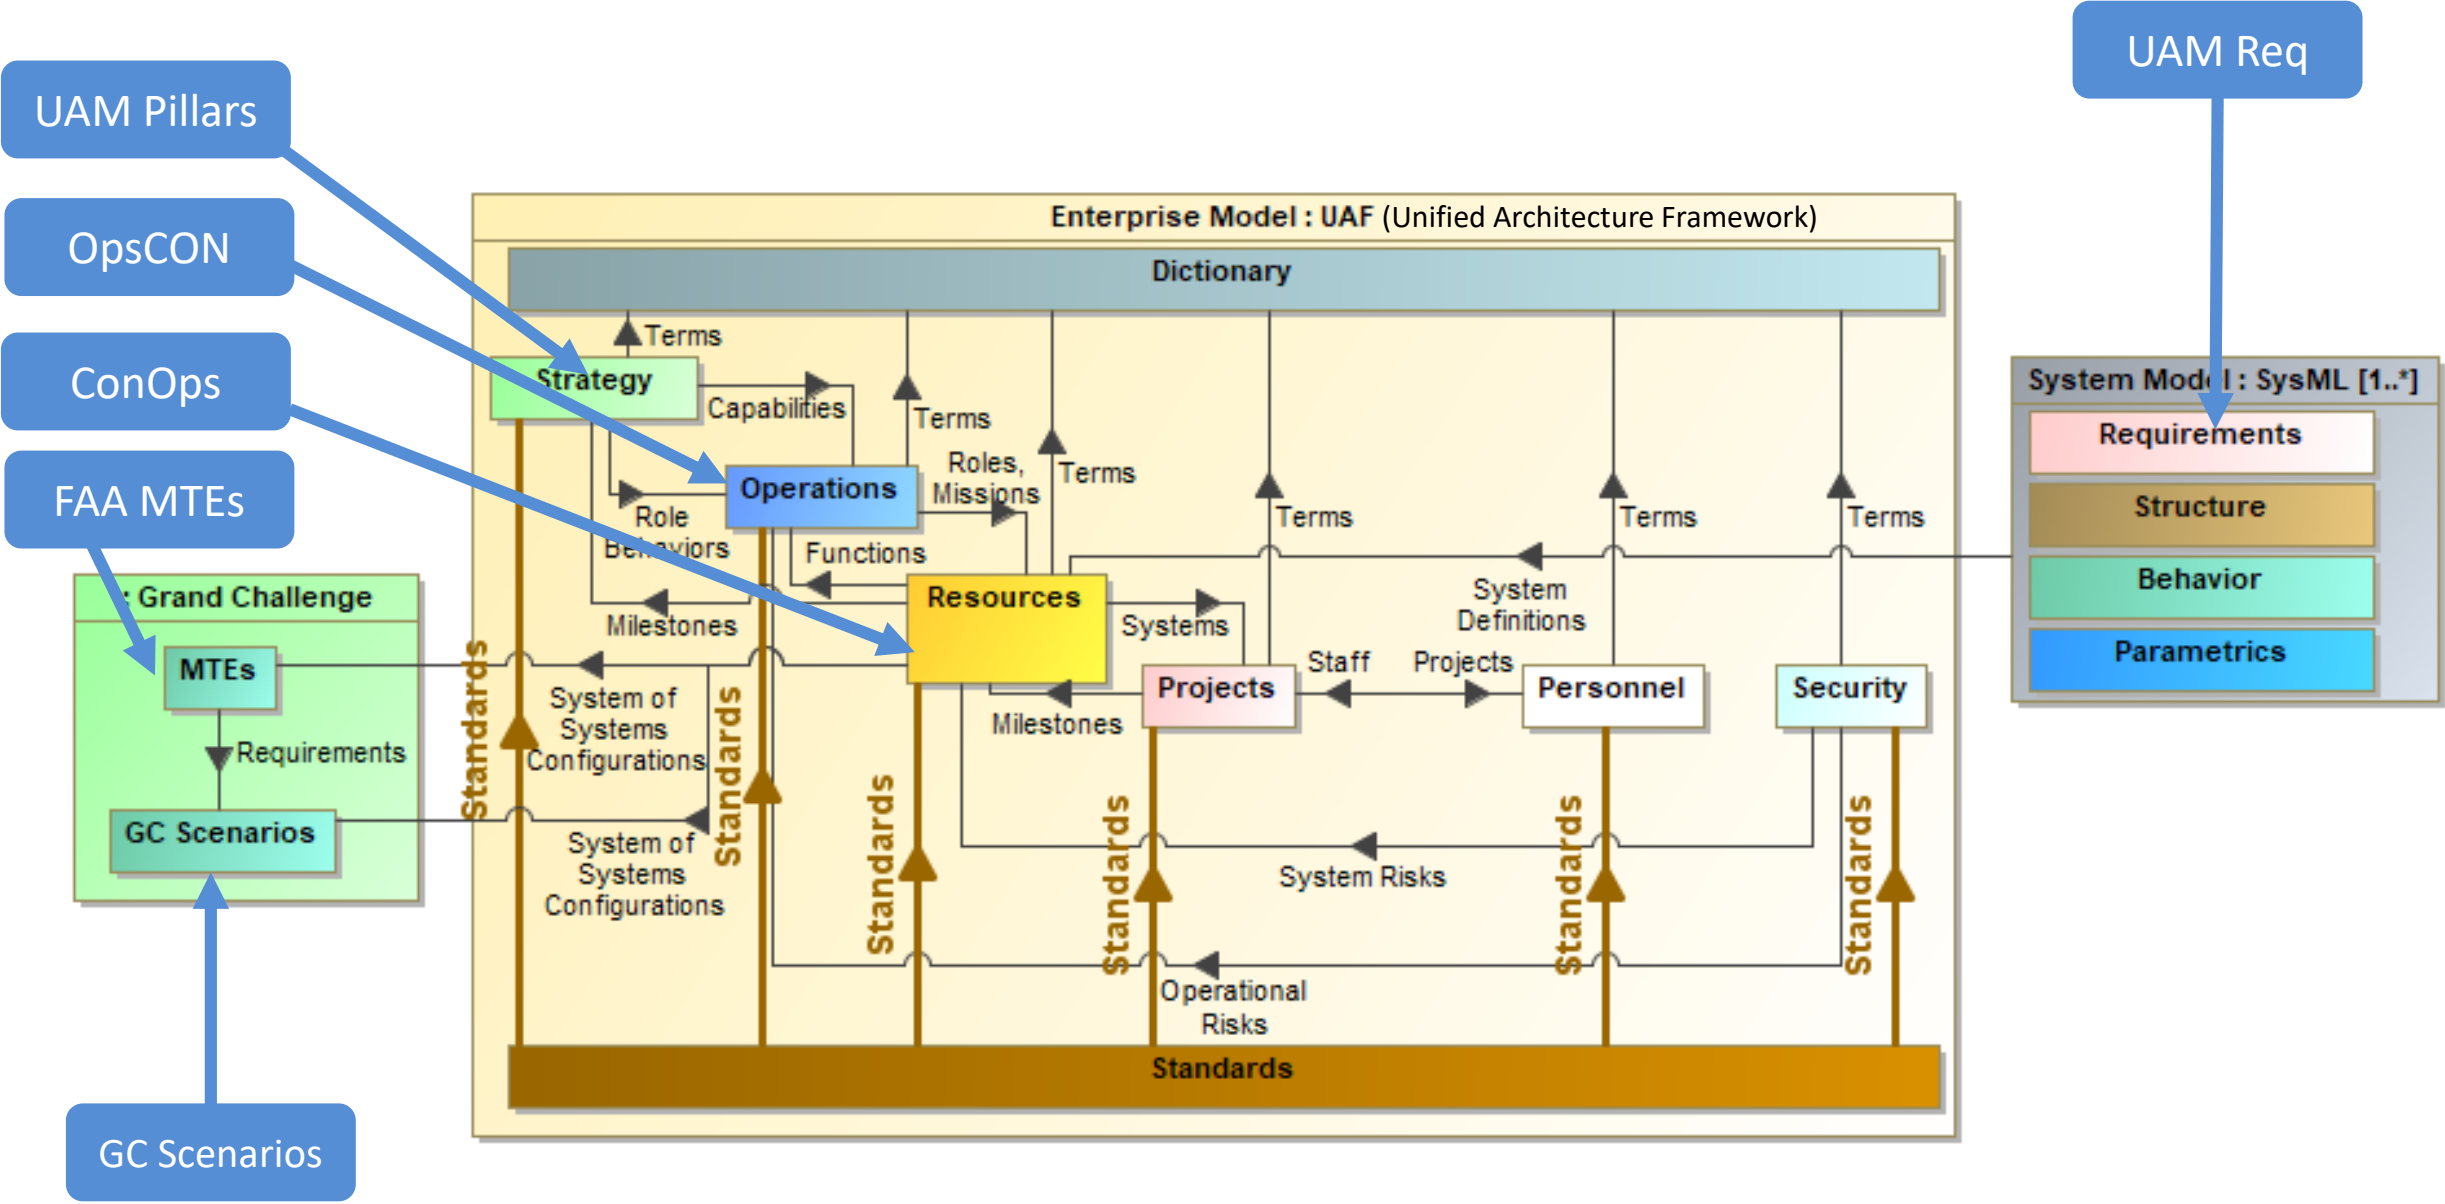 UAM Req
UAM Pillars
OpsCON
ConOps
FAA MTEs
Enterprise Model : UAF (Unified Architecture Framework)
Dictionary
Terms
Strategy
Capabilities
Terms
Roles,
Missions
Terms
Operations
Role
Behaviors
Functions
Terms
Terms
Terms
System
Definitions
Resources
Milestones
Systems
Staff
Projects
Projects
Personnel
Security
Milestones
System of
Systems
Configurations
System of
Systems
Configurations
System Risks
Operational
Risks
Standards
Standards
Standards
Standards
Standards
Standards
Standards
: Grand Challenge
MTEs
Requirements
GC Scenarios
GC Scenarios
System Model : SysML [1..*]
Requirements
Structure
Behavior
Parametrics